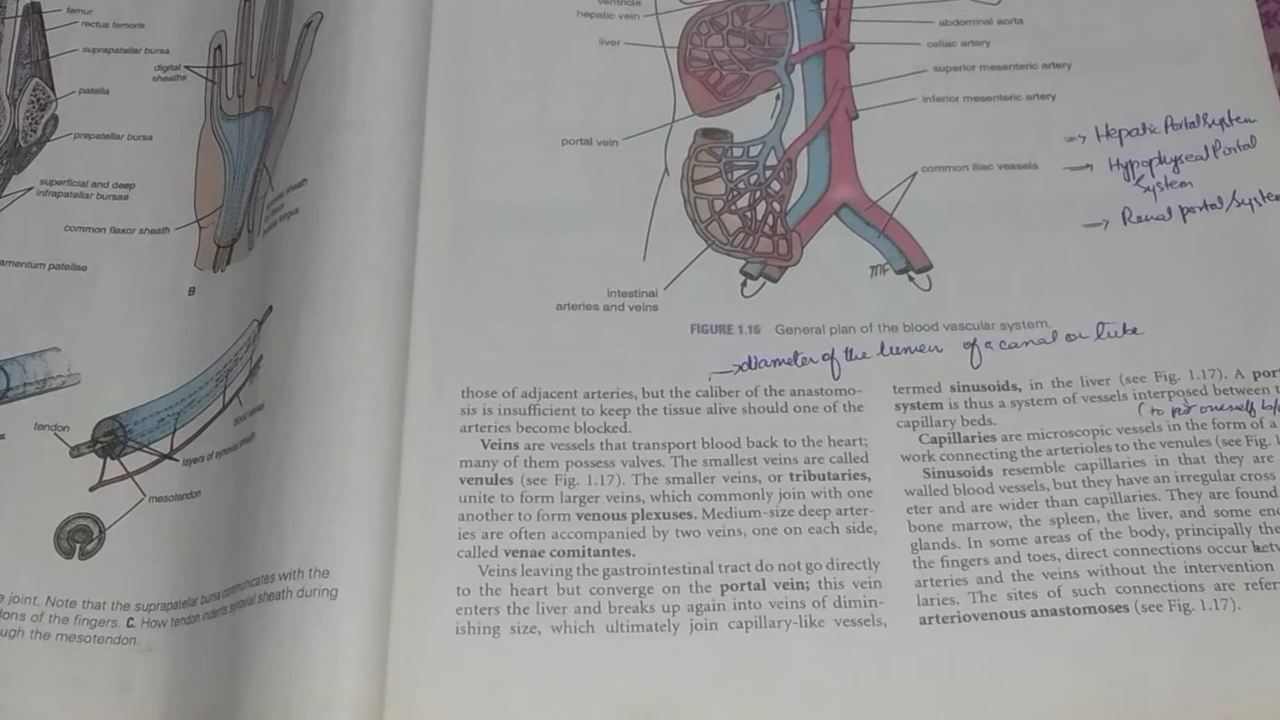 femur
rectus femoris
suprapatellar bursa
patella
prepatellar bursa
superficial and deep
infrapatellar bursae
amentum patellae
digital
sheaths
common flexor sheath
B
tendon
layers of synovial sheath
mesotendon
e joint. Note that the suprapatellar bursa communicates with the
ions of the fingers. C. How tendon indents synovial sheath during
ugh the mesotendon.
ventricle
hepatic vein
liver
portal vein
intestinal
arteries and veins
abdominal aorta
celiac artery
superior mesenteric artery
inferior mesenteric artery
common iliac vessels
→ Hepatic Portal System
→ Hypophyseal Portal
System
→ Renal portal System
FIGURE 1.16 General plan of the blood vascular system.
→diameter of the lumen of a canal or tube
those of adjacent arteries, but the caliber of the anastomo-
sis is insufficient to keep the tissue alive should one of the
arteries become blocked.
Veins are vessels that transport blood back to the heart;
many of them possess valves. The smallest veins are called
venules (see Fig. 1.17). The smaller veins, or tributaries,
unite to form larger veins, which commonly join with one
another to form venous plexuses. Medium-size deep arter-
ies are often accompanied by two veins, one on each side,
called venae comitantes.
Veins leaving the gastrointestinal tract do not go directly
to the heart but converge on the portal vein; this vein
enters the liver and breaks up again into veins of dimin-
ishing size, which ultimately join capillary-like vessels,
termed sinusoids, in the liver (see Fig. 1.17). A por
system is thus a system of vessels interposed between t
capillary beds.
Capillaries are microscopic vessels in the form of a
work connecting the arterioles to the venules (see Fig. 1
Sinusoids resemble capillaries in that they are
walled blood vessels, but they have an irregular cross
eter and are wider than capillaries. They are found
bone marrow, the spleen, the liver, and some end
glands. In some areas of the body, principally the
the fingers and toes, direct connections occur betw
arteries and the veins without the intervention
laries. The sites of such connections are refer
arteriovenous anastomoses (see Fig. 1.17).